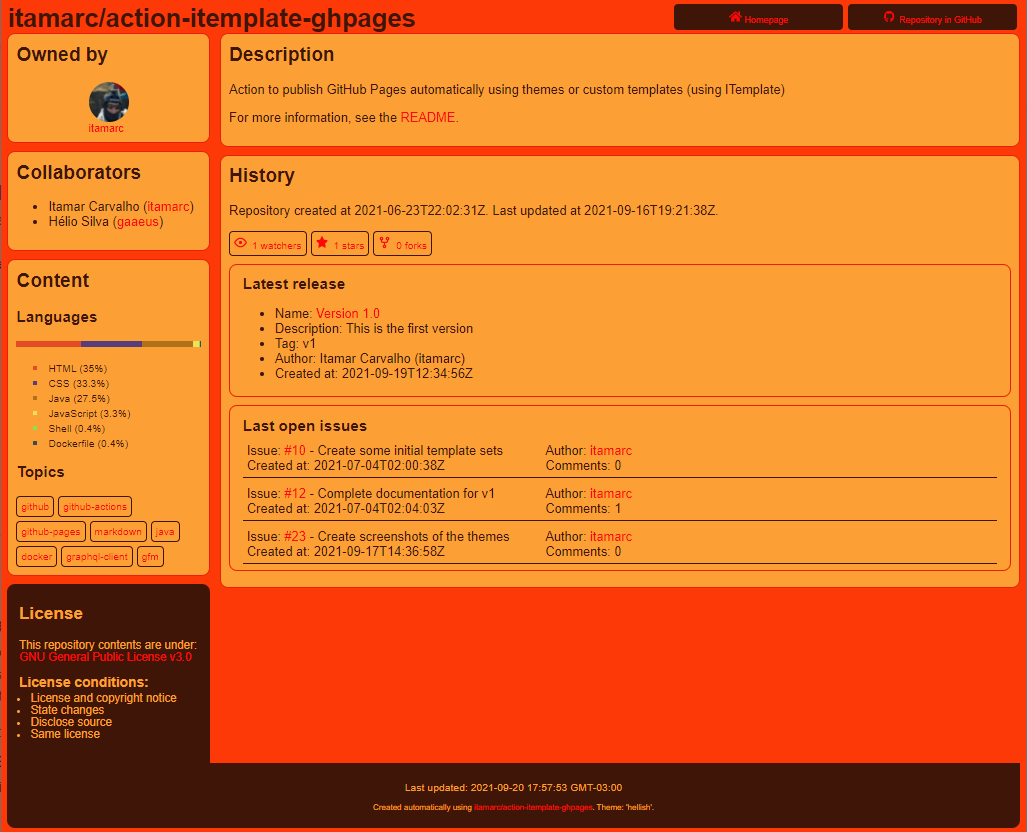 itamarc/action-itemplate-ghpages
Homepage
Repository in GitHub
Owned by
itamarc
Collaborators
Itamar Carvalho (itamarc)
Hélio Silva (gaaeus)
Content
Languages
HTML (35%)
CSS (33.3%)
Java (27.5%)
JavaScript (3.3%)
Shell (0.4%)
Dockerfile (0.4%)
Topics
github github-actions
github-pages markdown java
docker graphql-client gfm
License
This repository contents are under:
GNU General Public License v3.0
License conditions:
License and copyright notice
State changes
Disclose source
Same license
Description
Action to publish GitHub Pages automatically using themes or custom templates (using ITemplate)
For more information, see the README.
History
Repository created at 2021-06-23T22:02:31Z. Last updated at 2021-09-16T19:21:38Z.
1 watchers 1 stars 0 forks
Latest release
Name: Version 1.0
Description: This is the first version
Tag: v1
Author: Itamar Carvalho (itamarc)
Created at: 2021-09-19T12:34:56Z
Last open issues
Issue: #10 - Create some initial template sets Author: itamarc
Created at: 2021-07-04T02:00:38Z Comments: 0
Issue: #12 - Complete documentation for v1 Author: itamarc
Created at: 2021-07-04T02:04:03Z Comments: 1
Issue: #23 - Create screenshots of the themes Author: itamarc
Created at: 2021-09-17T14:36:58Z Comments: 0
Last updated: 2021-09-20 17:57:53 GMT-03:00
Created automatically using itamarc/action-itemplate-ghpages. Theme: 'hellish'.